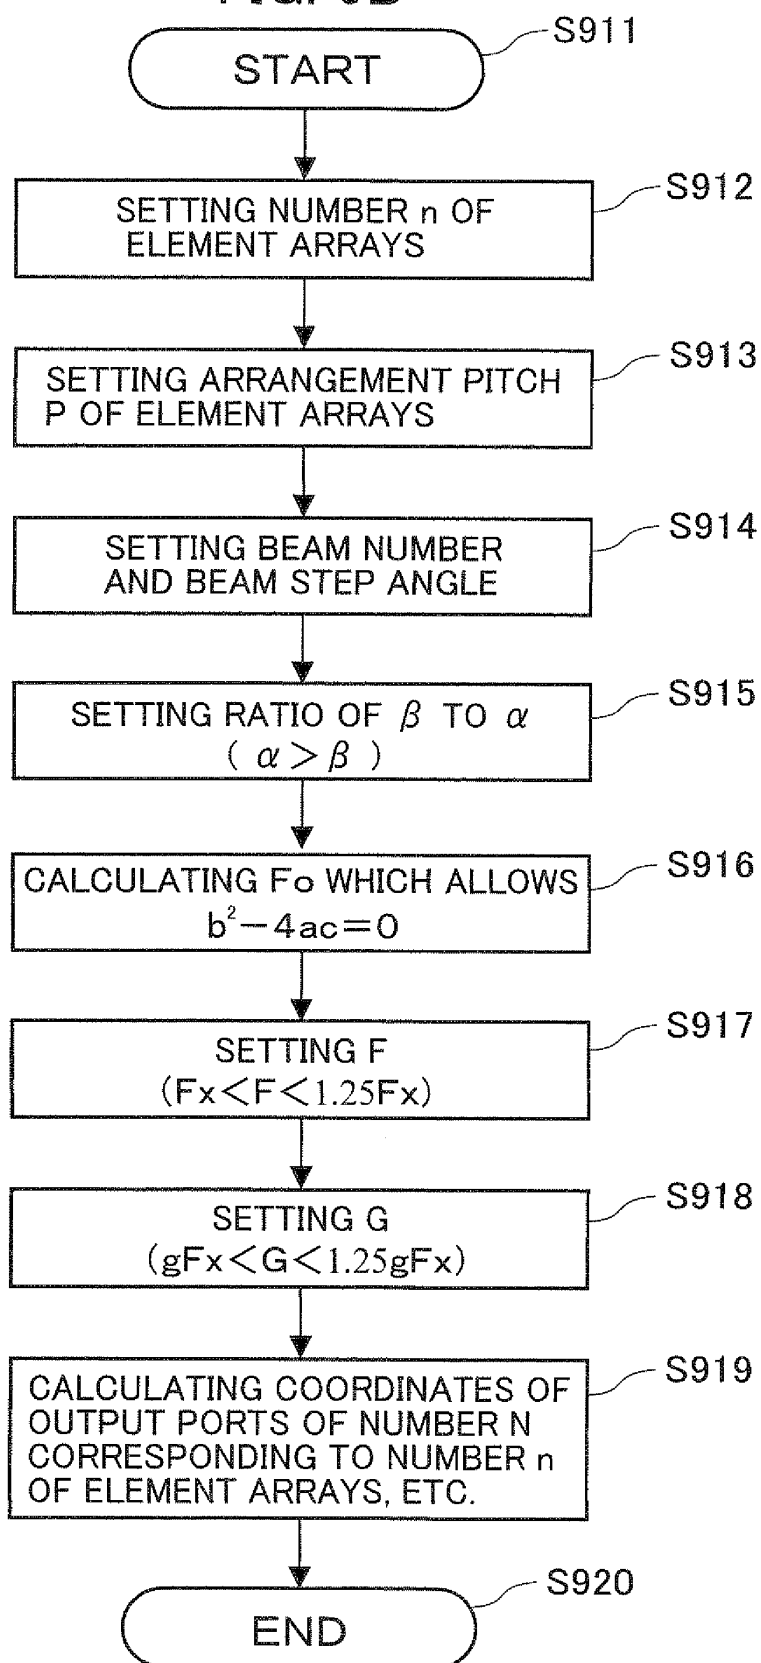 START
S911
SETTING NUMBER n OF
ELEMENT ARRAYS
S912
SETTING ARRANGEMENT PITCH
P OF ELEMENT ARRAYS
S913
SETTING BEAM NUMBER
AND BEAM STEP ANGLE
S914
SETTING RATIO OF β TO α
( α > β )
S915
CALCULATING Fo WHICH ALLOWS
b²－4ac＝0
S916
SETTING F
(Fx＜F＜1.25Fx)
S917
SETTING G
(gFx＜G＜1.25gFx)
S918
CALCULATING COORDINATES OF
OUTPUT PORTS OF NUMBER N
CORRESPONDING TO NUMBER n
OF ELEMENT ARRAYS, ETC.
S919
END
S920